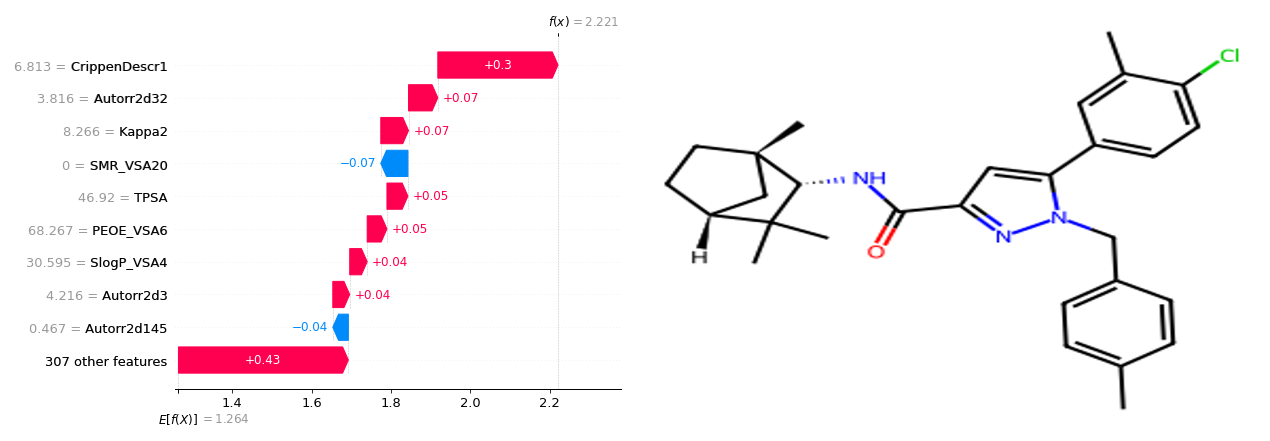 f(x) = 2.221
6.813 = CrippenDescr1
+0.3
3.816 = Autorr2d32
+0.07
8.266 = Kappa2
+0.07
0 = SMR_VSA20
−0.07
46.92 = TPSA
+0.05
68.267 = PEOE_VSA6
+0.05
30.595 = SlogP_VSA4
+0.04
4.216 = Autorr2d3
+0.04
0.467 = Autorr2d145
−0.04
307 other features
+0.43
1.4 1.6 1.8 2.0 2.2
E[f(X)] = 1.264
Cl
NH
N
N
O
H